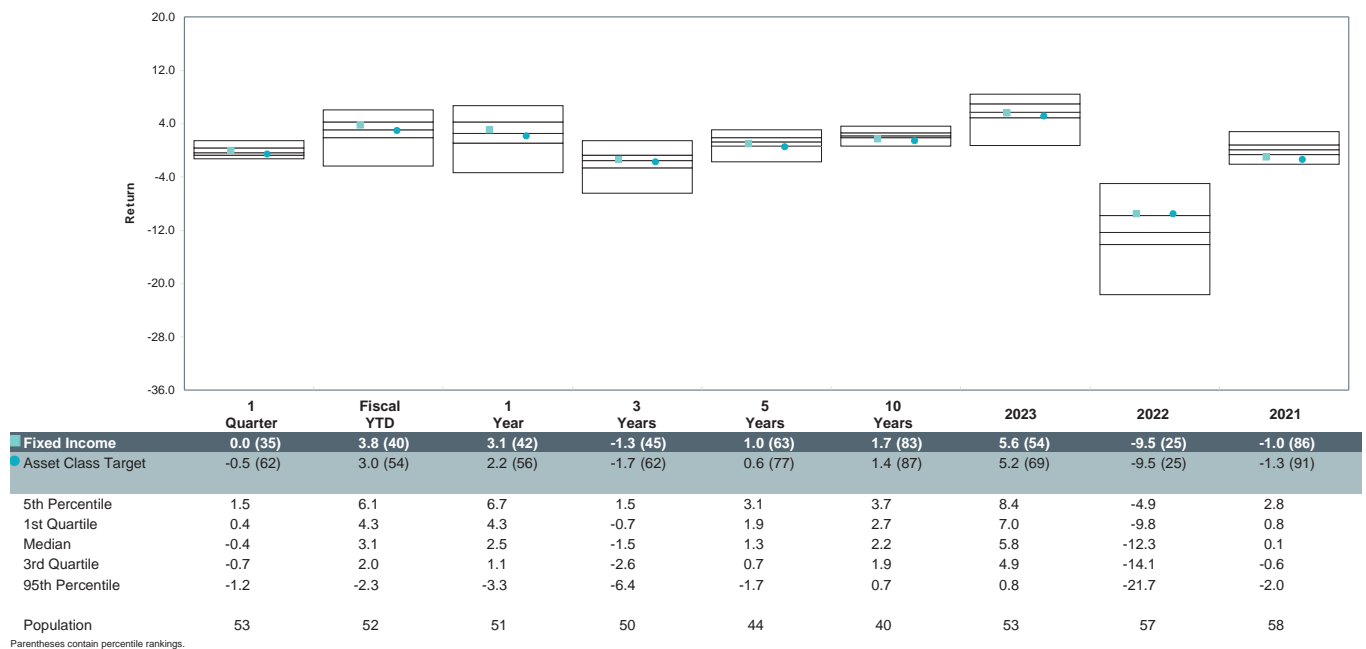 20.0
12.0
4.0
-4.0
-12.0
-20.0
-28.0
-36.0
Return
1 Quarter Fiscal YTD 1 Year 3 Years 5 Years 10 Years 2023 2022 2021
Fixed Income 0.0 (35) 3.8 (40) 3.1 (42) -1.3 (45) 1.0 (63) 1.7 (83) 5.6 (54) -9.5 (25) -1.0 (86)
Asset Class Target -0.5 (62) 3.0 (54) 2.2 (56) -1.7 (62) 0.6 (77) 1.4 (87) 5.2 (69) -9.5 (25) -1.3 (91)
5th Percentile 1.5 6.1 6.7 1.5 3.1 3.7 8.4 -4.9 2.8
1st Quartile 0.4 4.3 4.3 -0.7 1.9 2.7 7.0 -9.8 0.8
Median -0.4 3.1 2.5 -1.5 1.3 2.2 5.8 -12.3 0.1
3rd Quartile -0.7 2.0 1.1 -2.6 0.7 1.9 4.9 -14.1 -0.6
95th Percentile -1.2 -2.3 -3.3 -6.4 -1.7 0.7 0.8 -21.7 -2.0
Population 53 52 51 50 44 40 53 57 58
Parentheses contain percentile rankings.